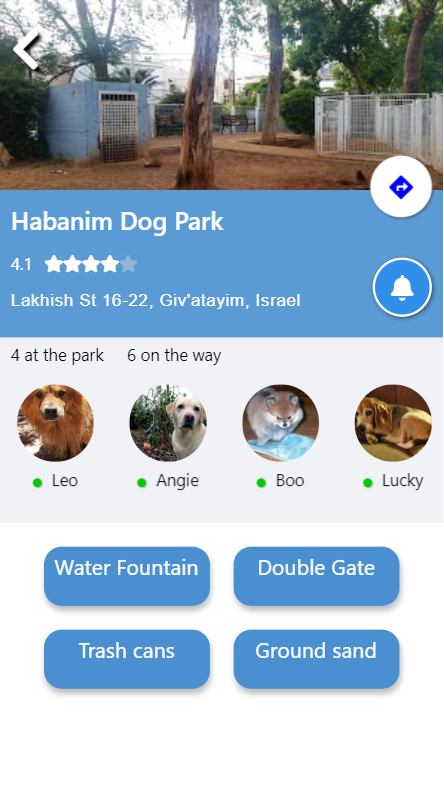 Habanim Dog Park
4.1
Lakhish St 16-22, Giv'atayim, Israel
4 at the park 6 on the way
Leo Angie Boo Lucky
Water Fountain Double Gate
Trash cans Ground sand